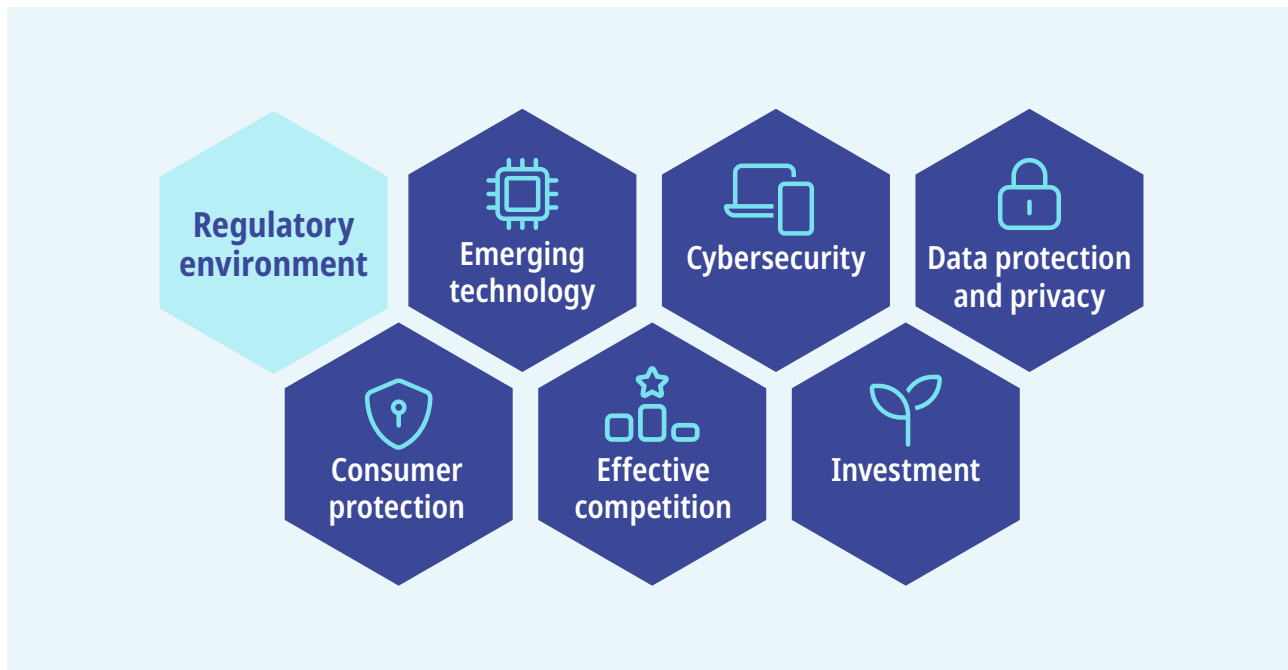 Regulatory
environment
Emerging
technology
Cybersecurity
Data protection
and privacy
Consumer
protection
Effective
competition
Investment